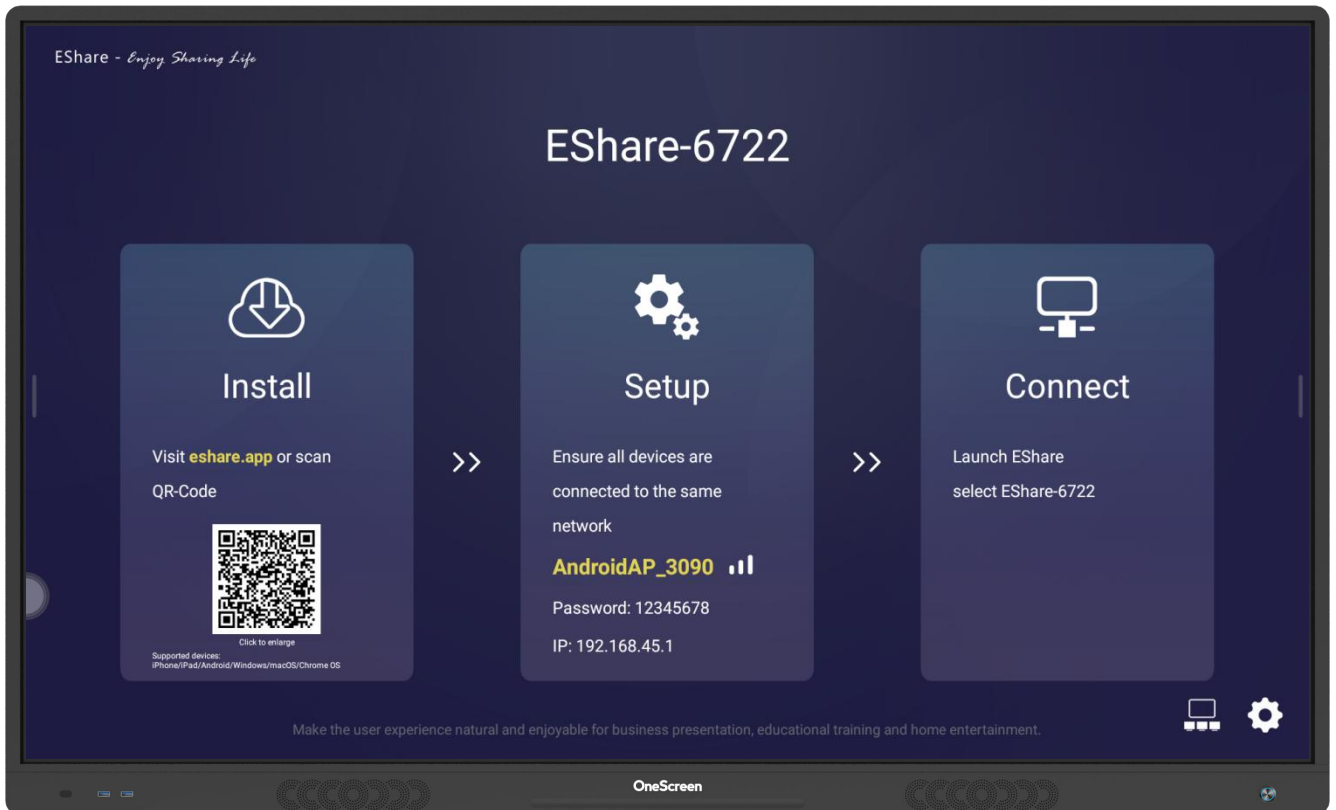 EShare - Enjoy Sharing Life
EShare-6722
Install
Visit eshare.app or scan
QR-Code
Click to enlarge
Supported devices:
iPhone/iPad/Android/Windows/macOS/Chrome OS
Setup
Ensure all devices are
connected to the same
network
AndroidAP_3090
Password: 12345678
IP: 192.168.45.1
Connect
Launch EShare
select EShare-6722
Make the user experience natural and enjoyable for business presentation, educational training and home entertainment.
OneScreen